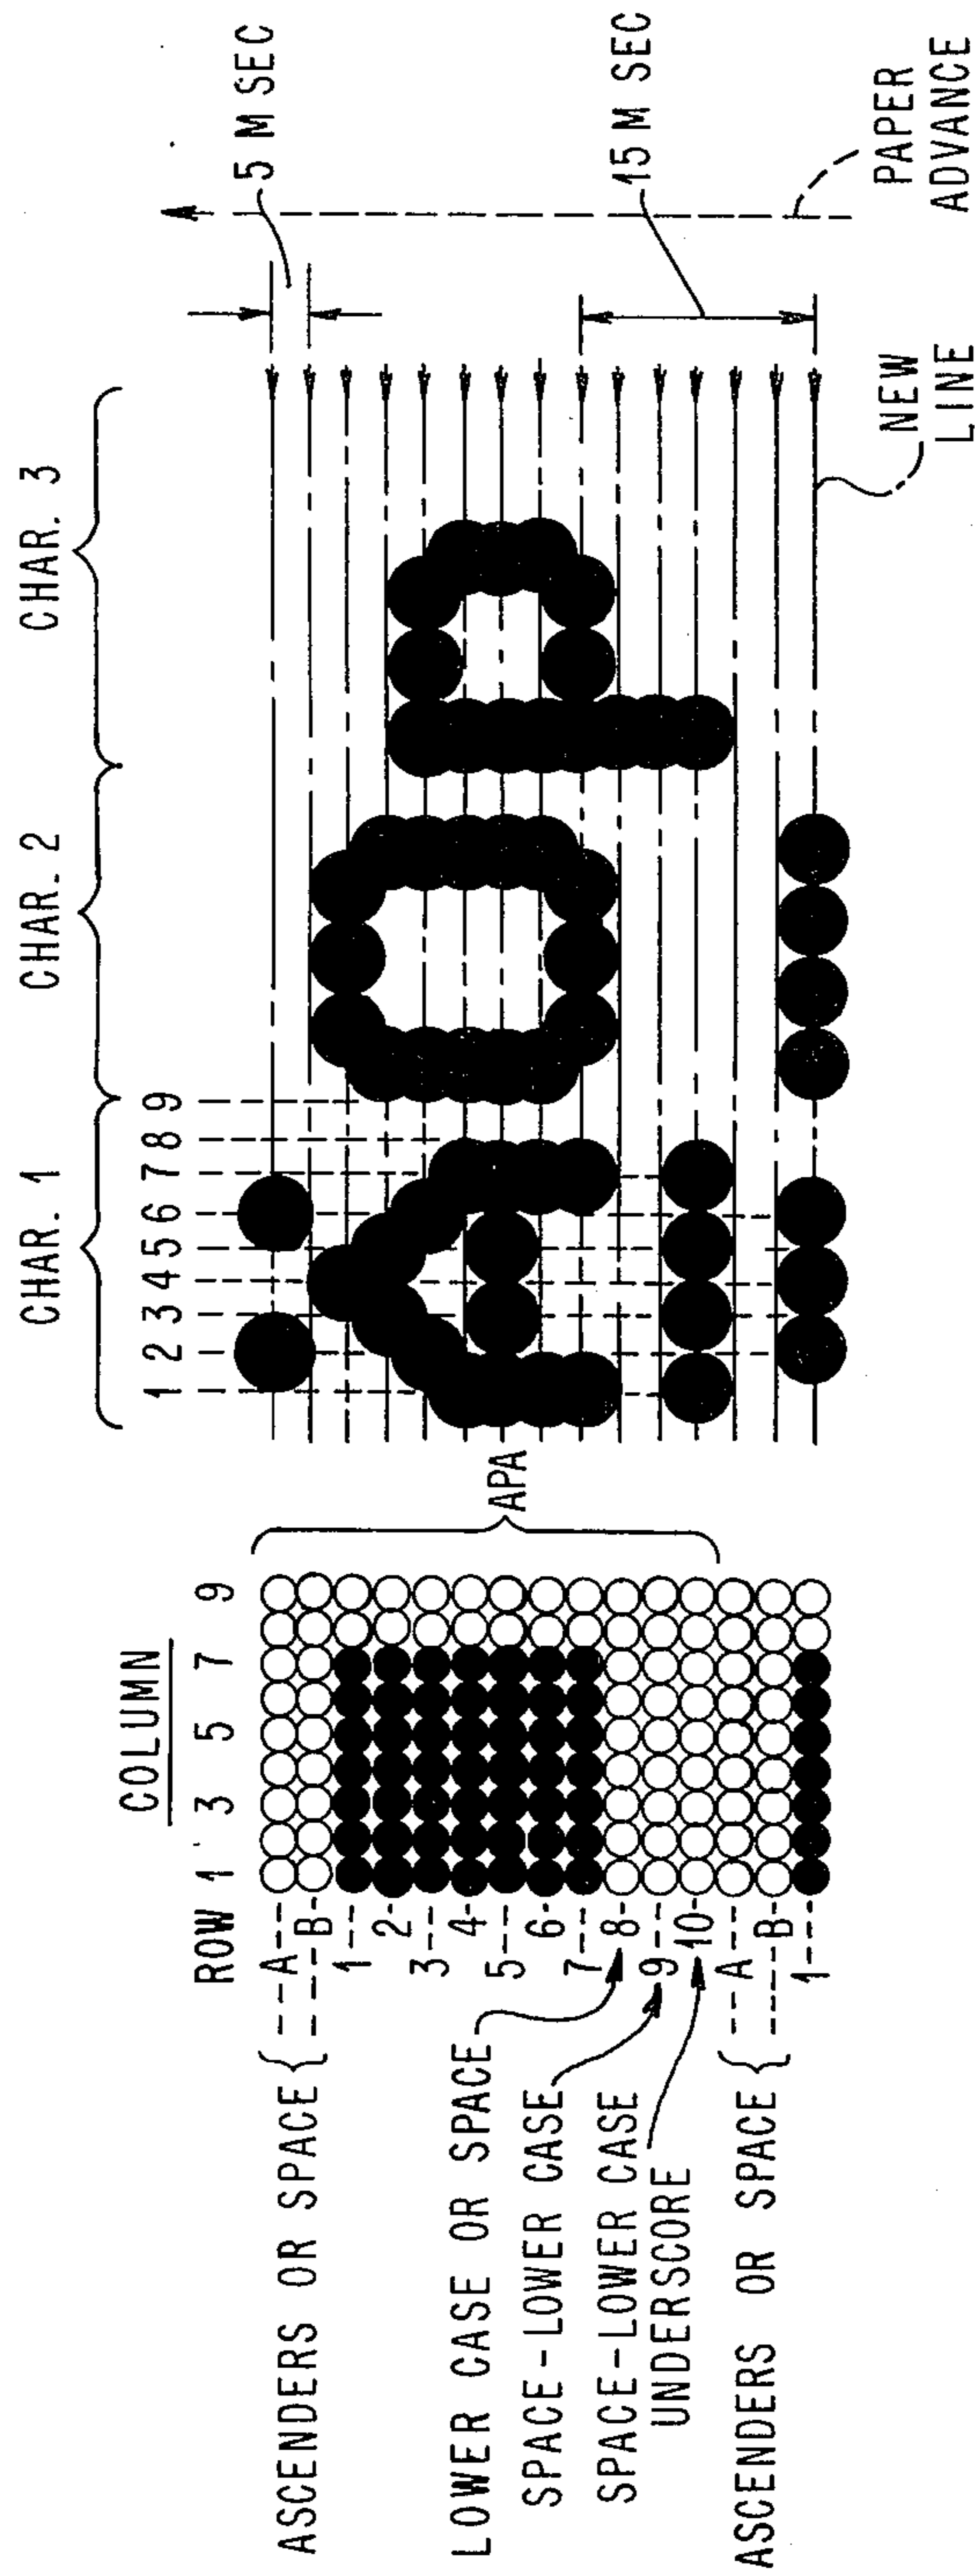 COLUMN
ROW 1 3 5 7 9
ASCENDERS OR SPACE { ---A---
-----B-
1---
2-
3---
4-
5---
6-
7---
LOWER CASE OR SPACE 8-
SPACE-LOWER CASE 9---
SPACE-LOWER CASE
UNDERSCORE 10-
ASCENDERS OR SPACE { ---A---
-----B-
1---
APA
CHAR. 1 CHAR. 2 CHAR. 3
1 2 3 4 5 6 7 8 9
5 M SEC
15 M SEC
NEW
LINE
PAPER
ADVANCE